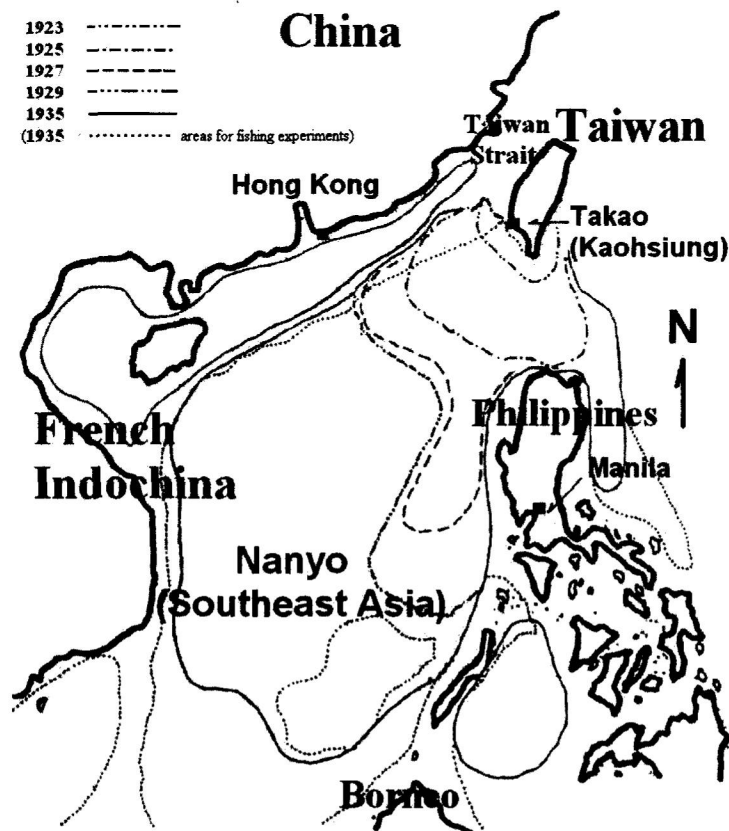 1923
1925
1927
1929
1935
(1935 areas for fishing experiments)
China
Taiwan
Strait
Taiwan
Hong Kong
Takao
(Kaohsiung)
N
French
Indochina
Philippines
Manila
Nanyo
(Southeast Asia)
Borneo